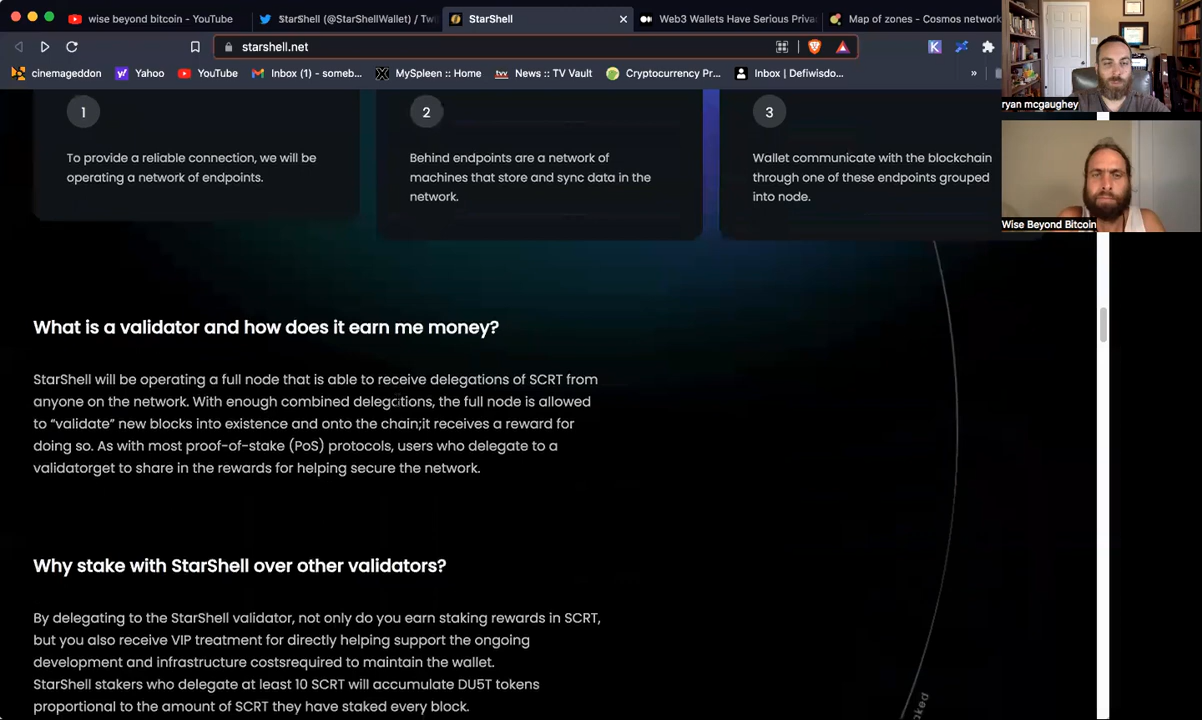 wise beyond bitcoin - YouTube
StarShell (@StarShellWallet) / Tw
StarShell
Web3 Wallets Have Serious Priva
Map of zones - Cosmos network
starshell.net
cinemageddon
Yahoo
YouTube
Inbox (1) - someb...
MySpleen :: Home
tvv
News :: TV Vault
Cryptocurrency Pr...
Inbox | Defiwisdo...
»
ryan mcgaughey
Wise Beyond Bitcoin
1
To provide a reliable connection, we will be
operating a network of endpoints.
2
Behind endpoints are a network of
machines that store and sync data in the
network.
3
Wallet communicate with the blockchain
through one of these endpoints grouped
into node.
What is a validator and how does it earn me money?
StarShell will be operating a full node that is able to receive delegations of SCRT from
anyone on the network. With enough combined delegations, the full node is allowed
to “validate” new blocks into existence and onto the chain;it receives a reward for
doing so. As with most proof-of-stake (PoS) protocols, users who delegate to a
validatorget to share in the rewards for helping secure the network.
Why stake with StarShell over other validators?
By delegating to the StarShell validator, not only do you earn staking rewards in SCRT,
but you also receive VIP treatment for directly helping support the ongoing
development and infrastructure costsrequired to maintain the wallet.
StarShell stakers who delegate at least 10 SCRT will accumulate DU5T tokens
proportional to the amount of SCRT they have staked every block.